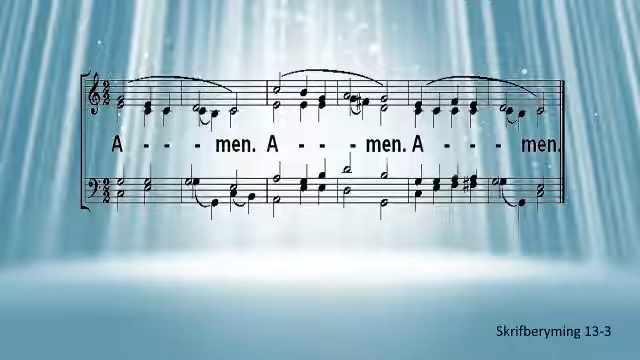 A - - - men. A - - - men. A - - - men.
Skrifberyming 13-3